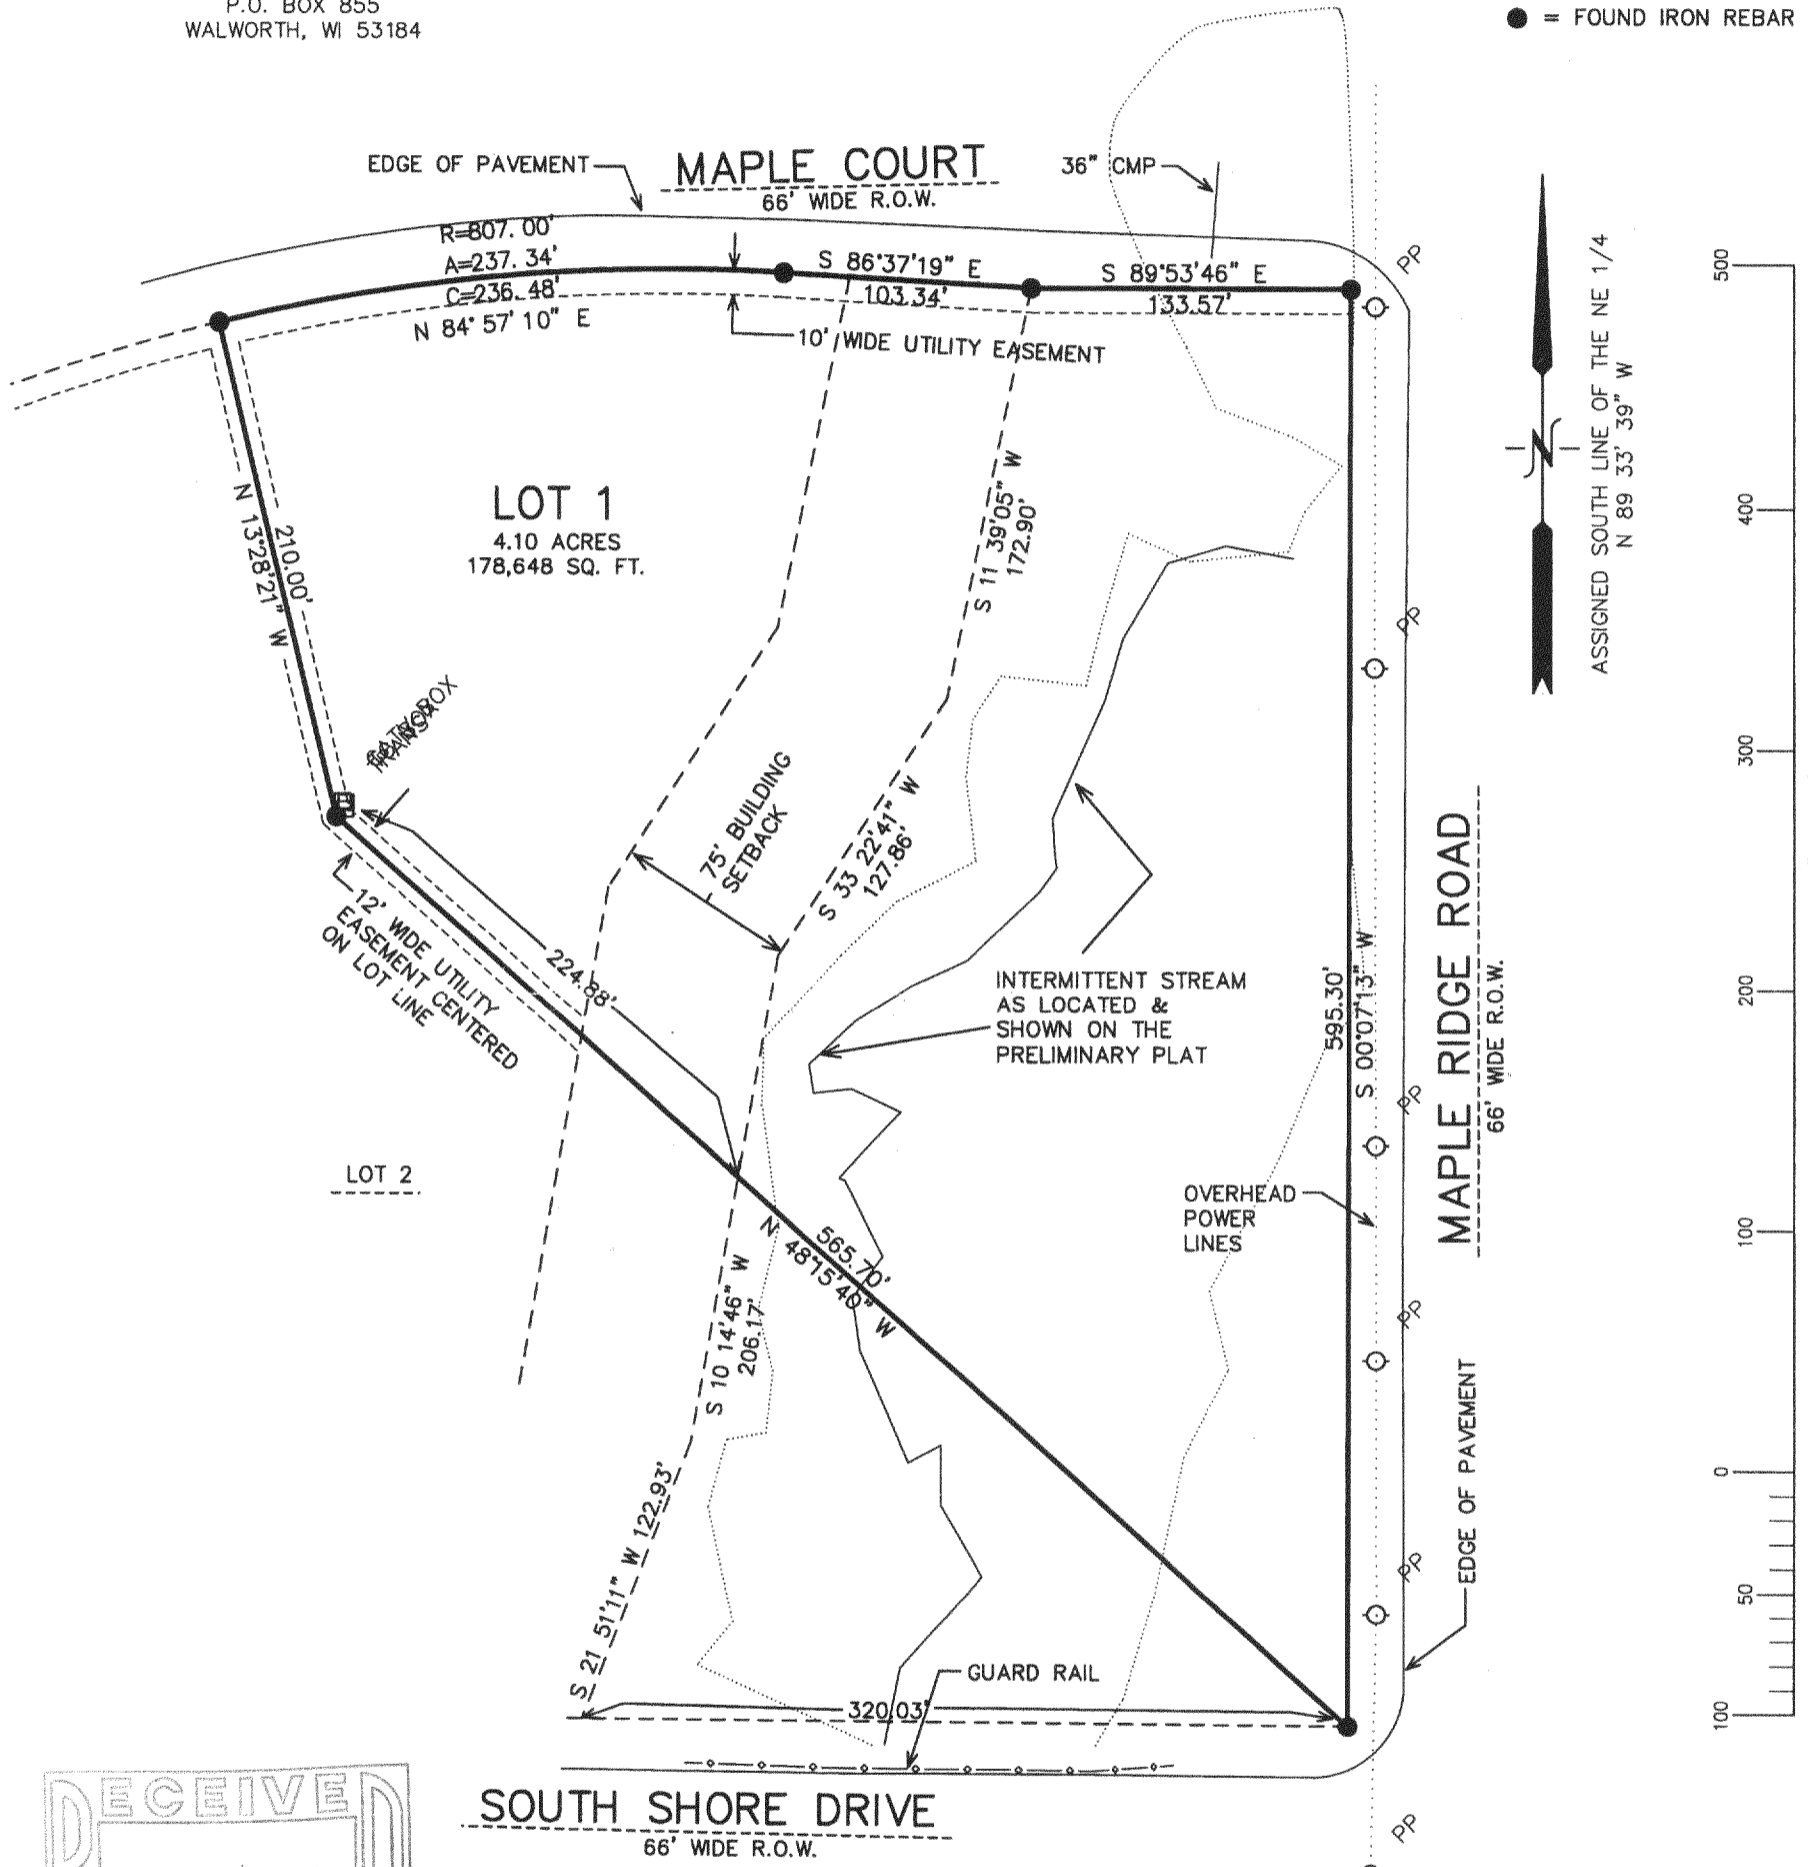 P.O. BOX 855
WALWORTH, WI 53184
= FOUND IRON REBAR
EDGE OF PAVEMENT
MAPLE COURT
66' WIDE R.O.W.
36" CMP
R=807.00'
A=237.34'
C=236.48'
N 84°57'10" E
S 86°37'19" E
103.34'
S 89°53'46" E
133.57'
PP
10' WIDE UTILITY EASEMENT
LOT 1
4.10 ACRES
178,648 SQ. FT.
N 13°28'21" W
210.00'
S 11 39'05" W
172.90'
N
ASSIGNED SOUTH LINE OF THE NE 1/4
N 89 33' 39" W
500
400
300
200
100
0
50
100
PP
75' BUILDING
SETBACK
S 33 22'41" W
127.86'
12' WIDE UTILITY
EASEMENT CENTERED
ON LOT LINE
224.88'
INTERMITTENT STREAM
AS LOCATED &
SHOWN ON THE
PRELIMINARY PLAT
595.30'
S 00°07'13" W
MAPLE RIDGE ROAD
66' WIDE R.O.W.
PP
LOT 2
OVERHEAD
POWER
LINES
565.70'
N 48°15'40" W
S 10 14'46" W
206.17'
PP
EDGE OF PAVEMENT
S 21 51'11" W 122.93'
PP
GUARD RAIL
320.03'
SOUTH SHORE DRIVE
66' WIDE R.O.W.
PP
RECEIVED